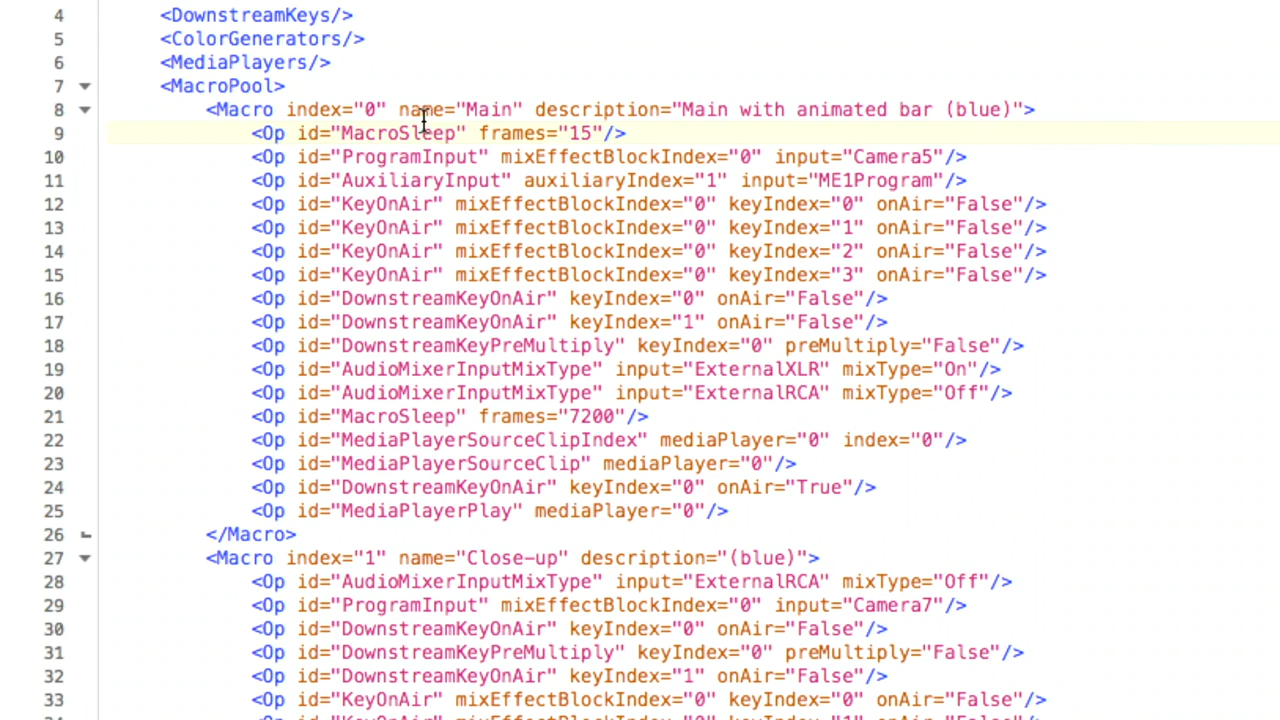 4 <DownstreamKeys/>
5 <ColorGenerators/>
6 <MediaPlayers/>
7 <MacroPool>
8 <Macro index="0" name="Main" description="Main with animated bar (blue)">
9 <Op id="MacroSleep" frames="15"/>
10 <Op id="ProgramInput" mixEffectBlockIndex="0" input="Camera5"/>
11 <Op id="AuxiliaryInput" auxiliaryIndex="1" input="ME1Program"/>
12 <Op id="KeyOnAir" mixEffectBlockIndex="0" keyIndex="0" onAir="False"/>
13 <Op id="KeyOnAir" mixEffectBlockIndex="0" keyIndex="1" onAir="False"/>
14 <Op id="KeyOnAir" mixEffectBlockIndex="0" keyIndex="2" onAir="False"/>
15 <Op id="KeyOnAir" mixEffectBlockIndex="0" keyIndex="3" onAir="False"/>
16 <Op id="DownstreamKeyOnAir" keyIndex="0" onAir="False"/>
17 <Op id="DownstreamKeyOnAir" keyIndex="1" onAir="False"/>
18 <Op id="DownstreamKeyPreMultiply" keyIndex="0" preMultiply="False"/>
19 <Op id="AudioMixerInputMixType" input="ExternalXLR" mixType="On"/>
20 <Op id="AudioMixerInputMixType" input="ExternalRCA" mixType="Off"/>
21 <Op id="MacroSleep" frames="7200"/>
22 <Op id="MediaPlayerSourceClipIndex" mediaPlayer="0" index="0"/>
23 <Op id="MediaPlayerSourceClip" mediaPlayer="0"/>
24 <Op id="DownstreamKeyOnAir" keyIndex="0" onAir="True"/>
25 <Op id="MediaPlayerPlay" mediaPlayer="0"/>
26 </Macro>
27 <Macro index="1" name="Close-up" description="(blue)">
28 <Op id="AudioMixerInputMixType" input="ExternalRCA" mixType="Off"/>
29 <Op id="ProgramInput" mixEffectBlockIndex="0" input="Camera7"/>
30 <Op id="DownstreamKeyOnAir" keyIndex="0" onAir="False"/>
31 <Op id="DownstreamKeyPreMultiply" keyIndex="0" preMultiply="False"/>
32 <Op id="DownstreamKeyOnAir" keyIndex="1" onAir="False"/>
33 <Op id="KeyOnAir" mixEffectBlockIndex="0" keyIndex="0" onAir="False"/>